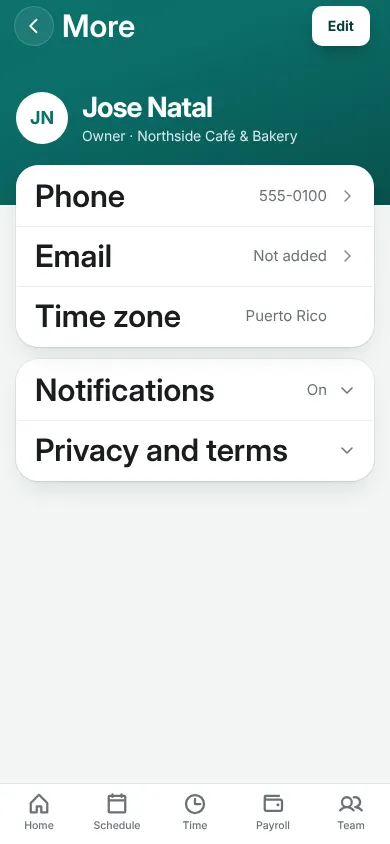 More
Edit
JN
Jose Natal
Owner · Northside Café & Bakery
Phone 555-0100
Email Not added
Time zone Puerto Rico
Notifications On
Privacy and terms
Home Schedule Time Payroll Team